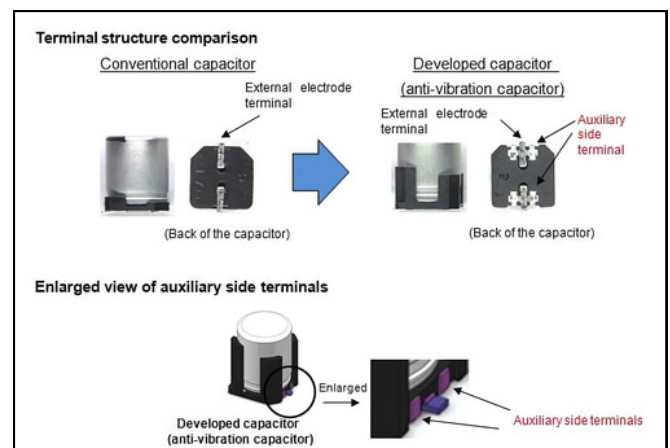 Terminal structure comparison
Conventional capacitor
External electrode
terminal
(Back of the capacitor)
Developed capacitor
(anti-vibration capacitor)
External electrode
terminal
Auxiliary
side
terminal
(Back of the capacitor)
Enlarged view of auxiliary side terminals
Enlarged
Developed capacitor
(anti-vibration capacitor)
Auxiliary side terminals